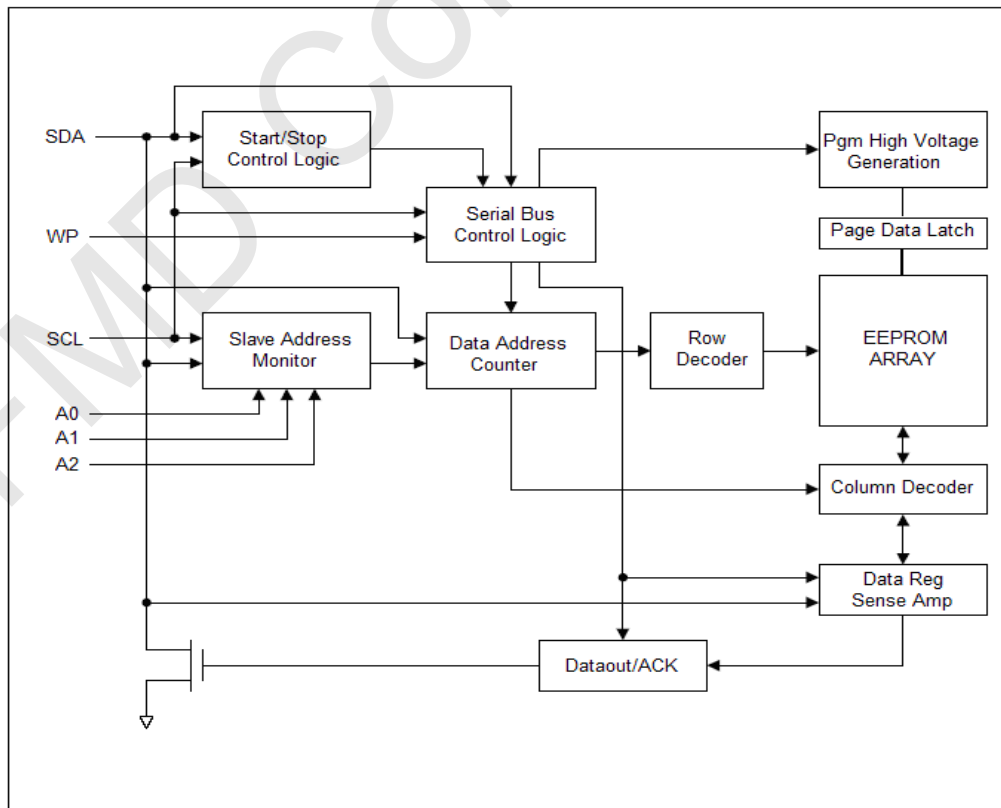 FMD Con
SDA
Start/Stop
Control Logic
Pgm High Voltage
Generation
WP
Serial Bus
Control Logic
Page Data Latch
SCL
Slave Address
Monitor
Data Address
Counter
Row
Decoder
EEPROM
ARRAY
A0
A1
A2
Column Decoder
Data Reg
Sense Amp
Dataout/ACK